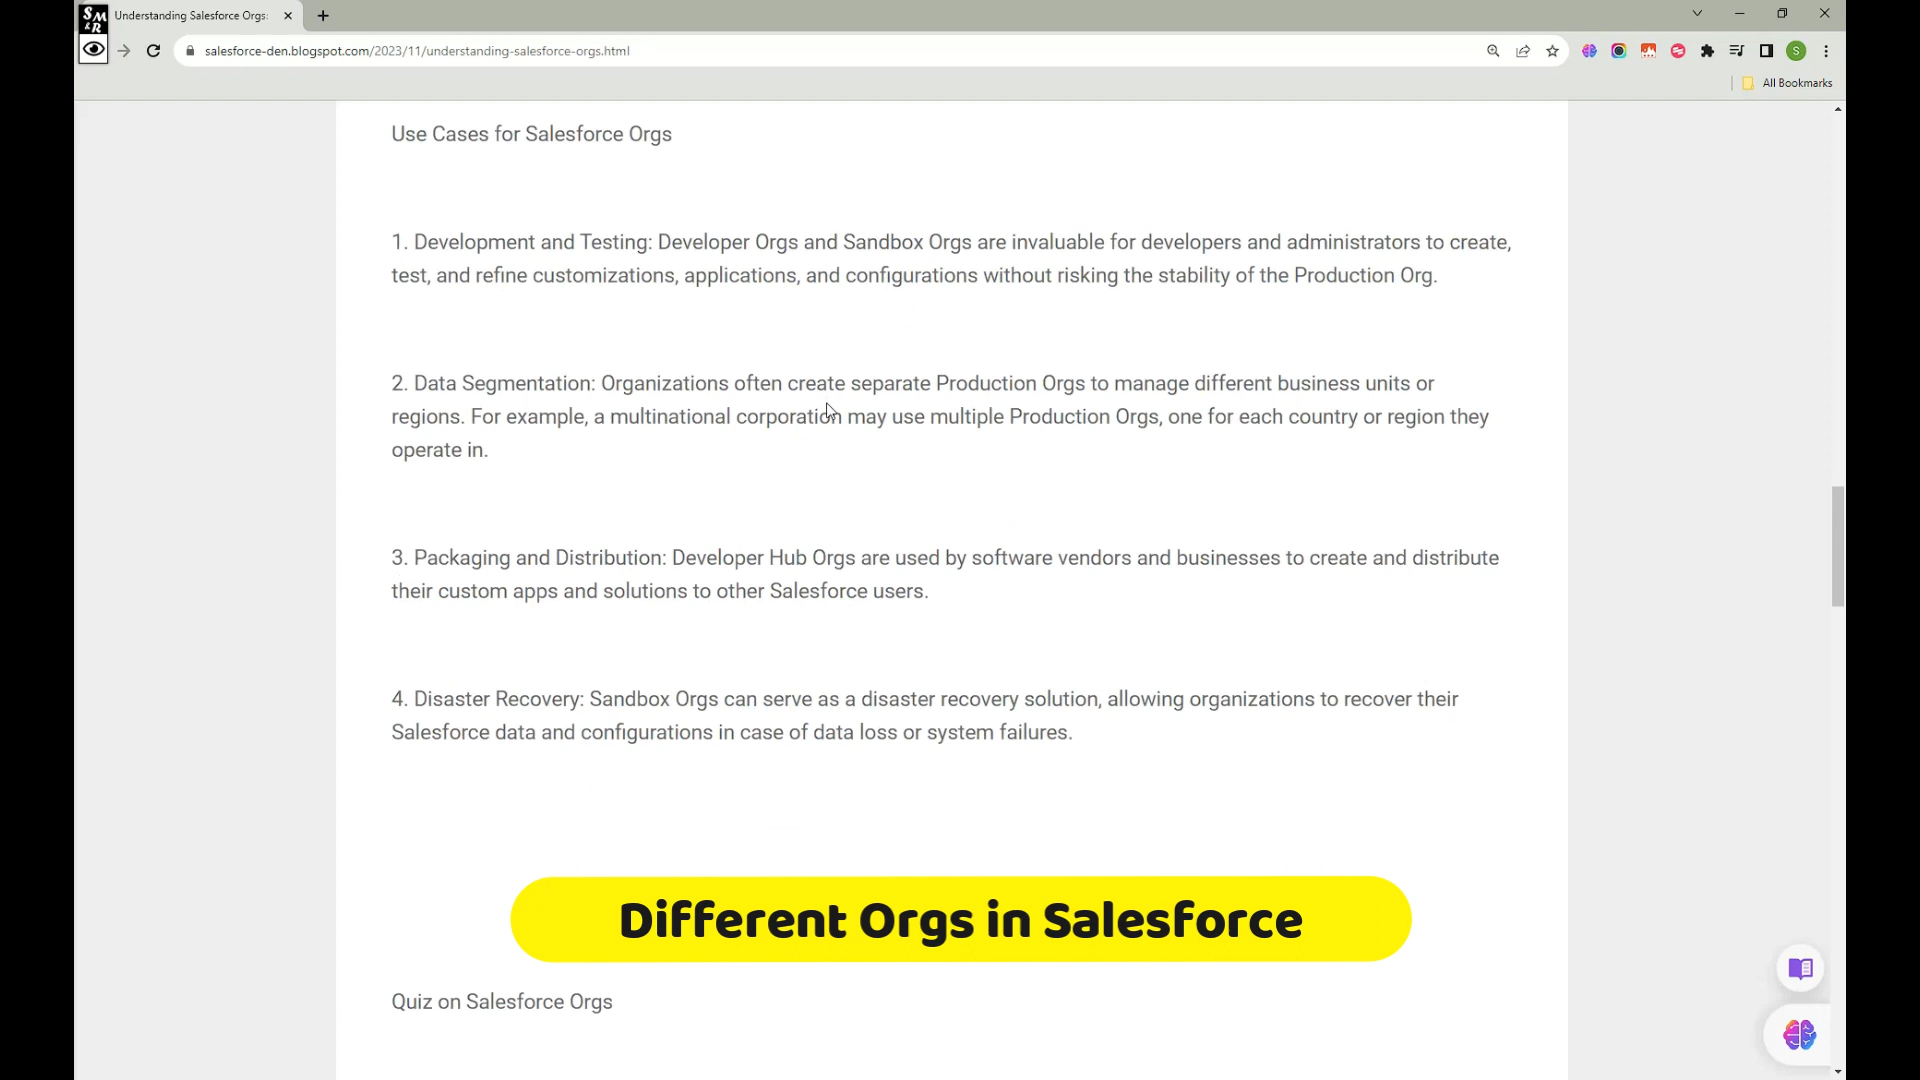 SM
&R
Understanding Salesforce Orgs:
salesforce-den.blogspot.com/2023/11/understanding-salesforce-orgs.html
S
All Bookmarks
Use Cases for Salesforce Orgs
1. Development and Testing: Developer Orgs and Sandbox Orgs are invaluable for developers and administrators to create,
test, and refine customizations, applications, and configurations without risking the stability of the Production Org.
2. Data Segmentation: Organizations often create separate Production Orgs to manage different business units or
regions. For example, a multinational corporation may use multiple Production Orgs, one for each country or region they
operate in.
3. Packaging and Distribution: Developer Hub Orgs are used by software vendors and businesses to create and distribute
their custom apps and solutions to other Salesforce users.
4. Disaster Recovery: Sandbox Orgs can serve as a disaster recovery solution, allowing organizations to recover their
Salesforce data and configurations in case of data loss or system failures.
Different Orgs in Salesforce
Quiz on Salesforce Orgs